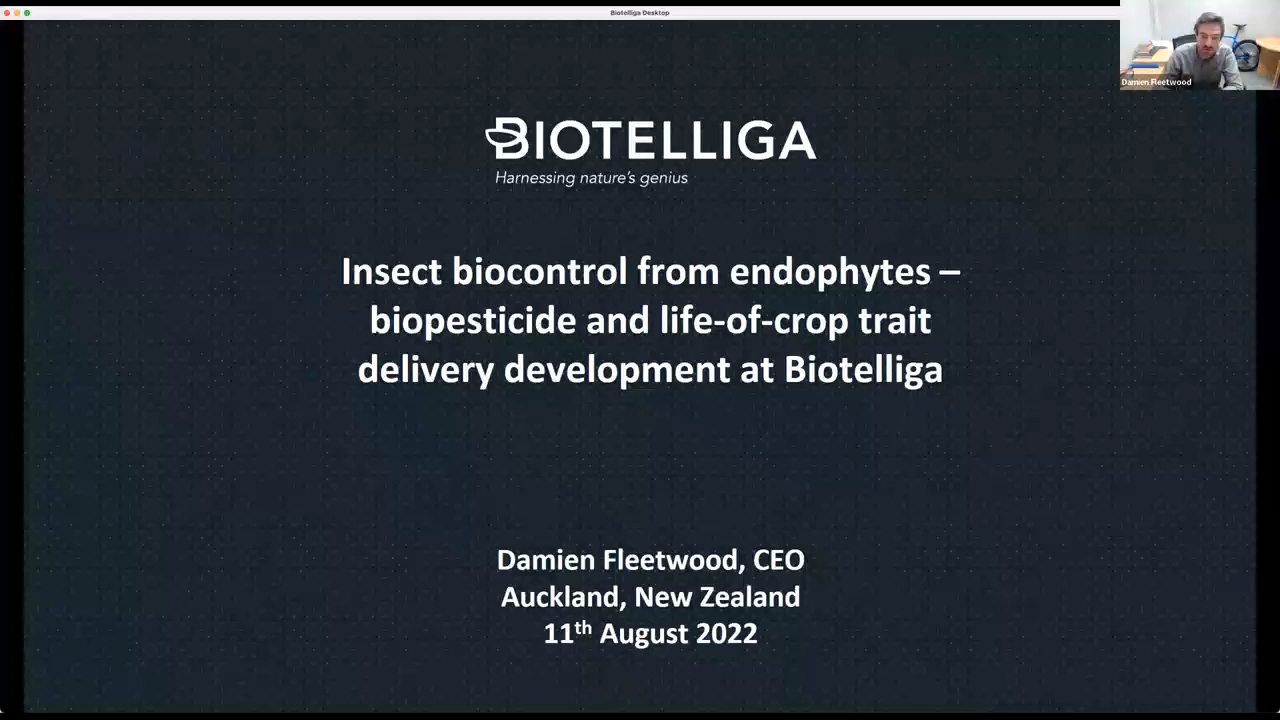 Biotelliga Desktop
Damien Fleetwood
BIOTELLIGA
Harnessing nature's genius
Insect biocontrol from endophytes –
biopesticide and life-of-crop trait
delivery development at Biotelliga
Damien Fleetwood, CEO
Auckland, New Zealand
11th August 2022